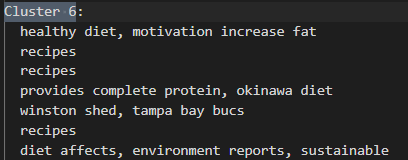 Cluster 6:
healthy diet, motivation increase fat
recipes
recipes
provides complete protein, okinawa diet
winston shed, tampa bay bucs
recipes
diet affects, environment reports, sustainable